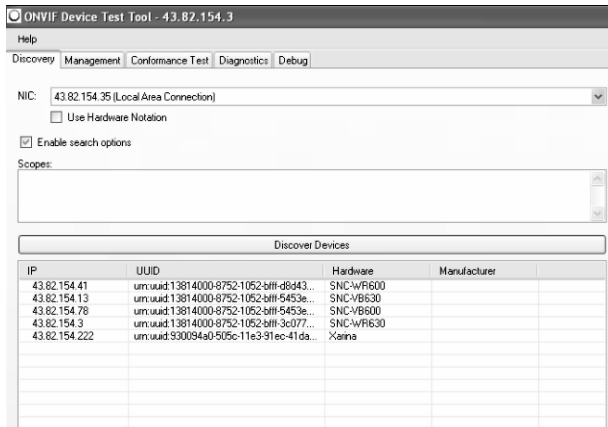 ONVIF Device Test Tool - 43.82.154.3
Help
Discovery Management Conformance Test Diagnostics Debug
NIC: 43.82.154.35 (Local Area Connection)
Use Hardware Notation
Enable search options
Scopes:
Discover Devices
IP UUID Hardware Manufacturer
43.82.154.41 urn:uuid:13814000-8752-1052-bfff-d8d43... SNC-WR600
43.82.154.13 urn:uuid:13814000-8752-1052-bfff-5453e... SNC-VB630
43.82.154.78 urn:uuid:13814000-8752-1052-bfff-5453e... SNC-VB600
43.82.154.3 urn:uuid:13814000-8752-1052-bfff-3c077... SNC-WR630
43.82.154.222 urn:uuid:930094a0-505c-11e3-91ec-41da... Xarina